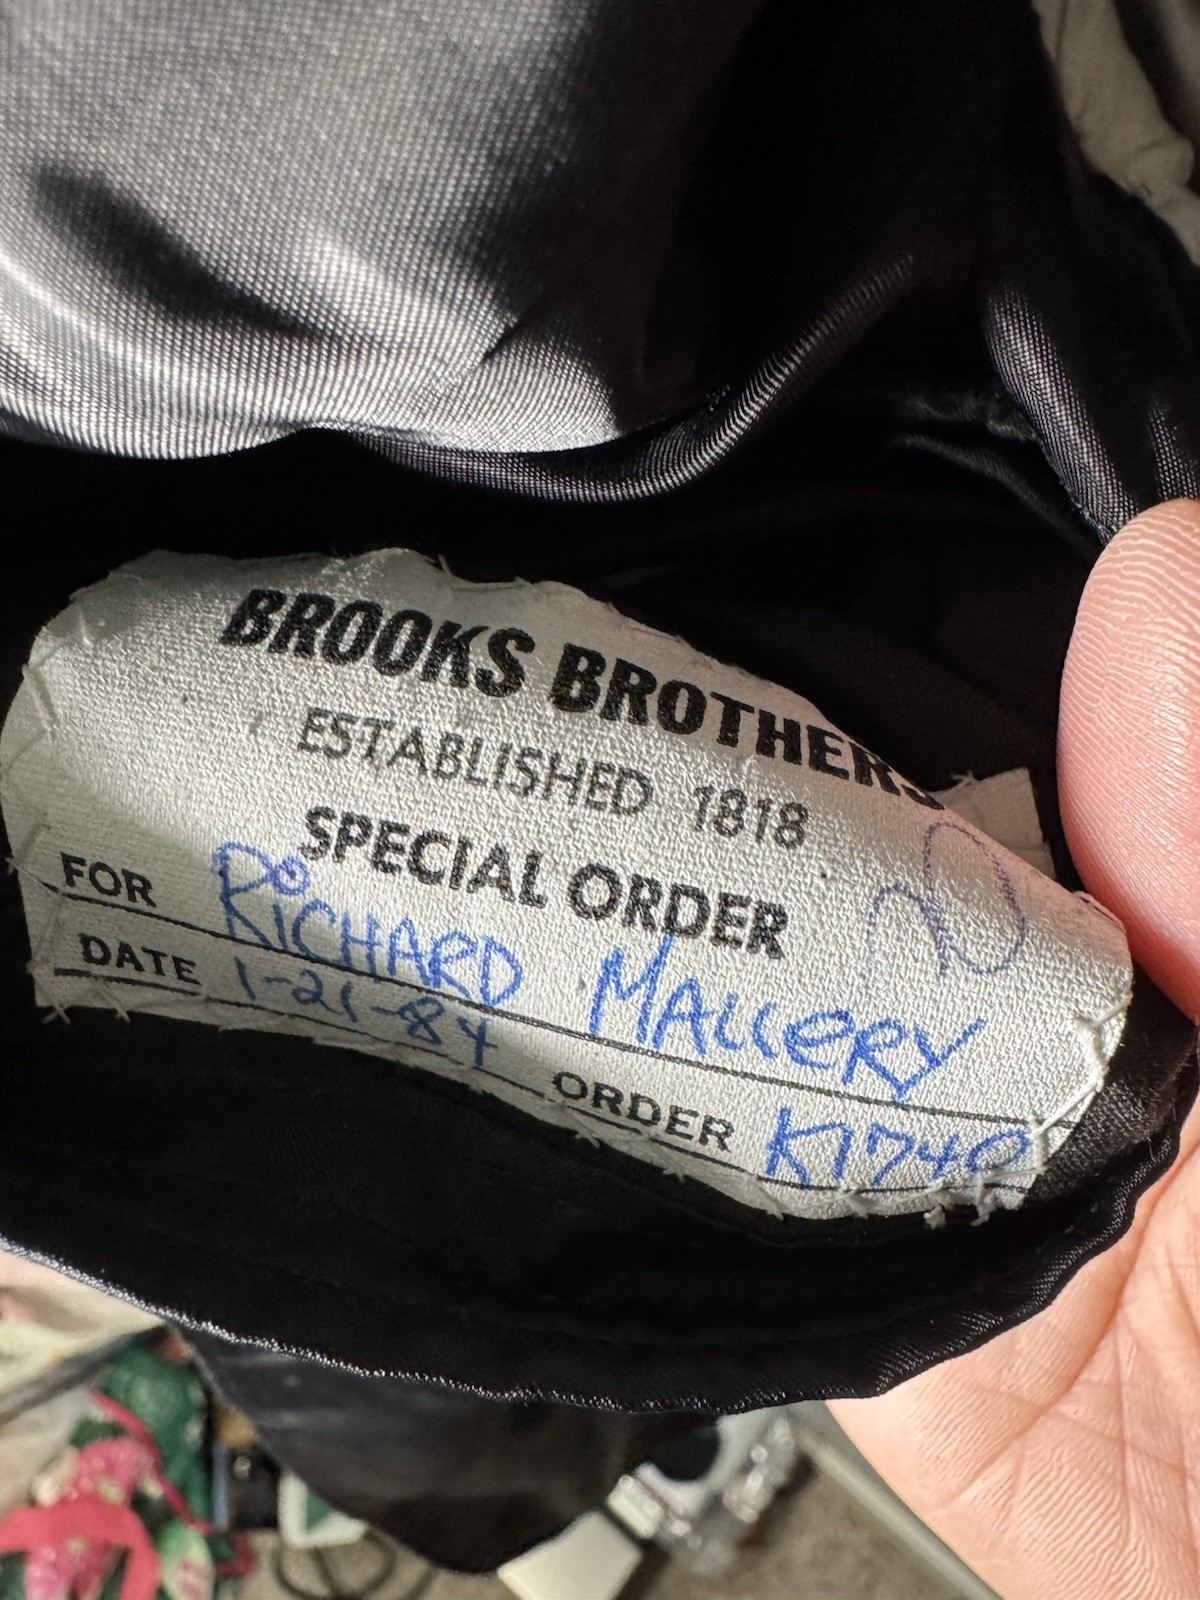 BROOKS BROTHERS
ESTABLISHED 1818
SPECIAL ORDER
FOR RiCHARD MALLeRY
DATE 1-21-84 ORDER K1740